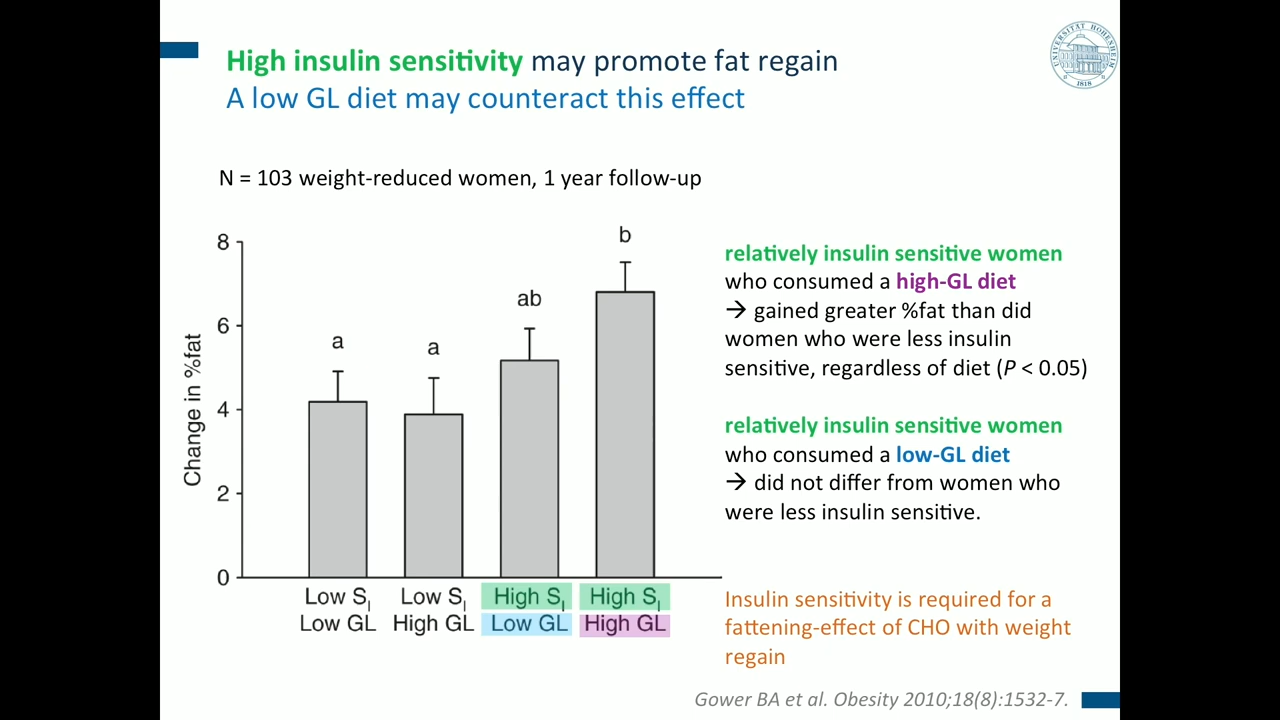 High insulin sensitivity may promote fat regain
A low GL diet may counteract this effect
UNIVERSITÄT HOHENHEIM
1818
N = 103 weight-reduced women, 1 year follow-up
Change in %fat
8
6
4
2
0
a
a
ab
b
Low SI
Low GL
Low SI
High GL
High SI
Low GL
High SI
High GL
relatively insulin sensitive women
who consumed a high-GL diet
→ gained greater %fat than did
women who were less insulin
sensitive, regardless of diet (P < 0.05)
relatively insulin sensitive women
who consumed a low-GL diet
→ did not differ from women who
were less insulin sensitive.
Insulin sensitivity is required for a
fattening-effect of CHO with weight
regain
Gower BA et al. Obesity 2010;18(8):1532-7.